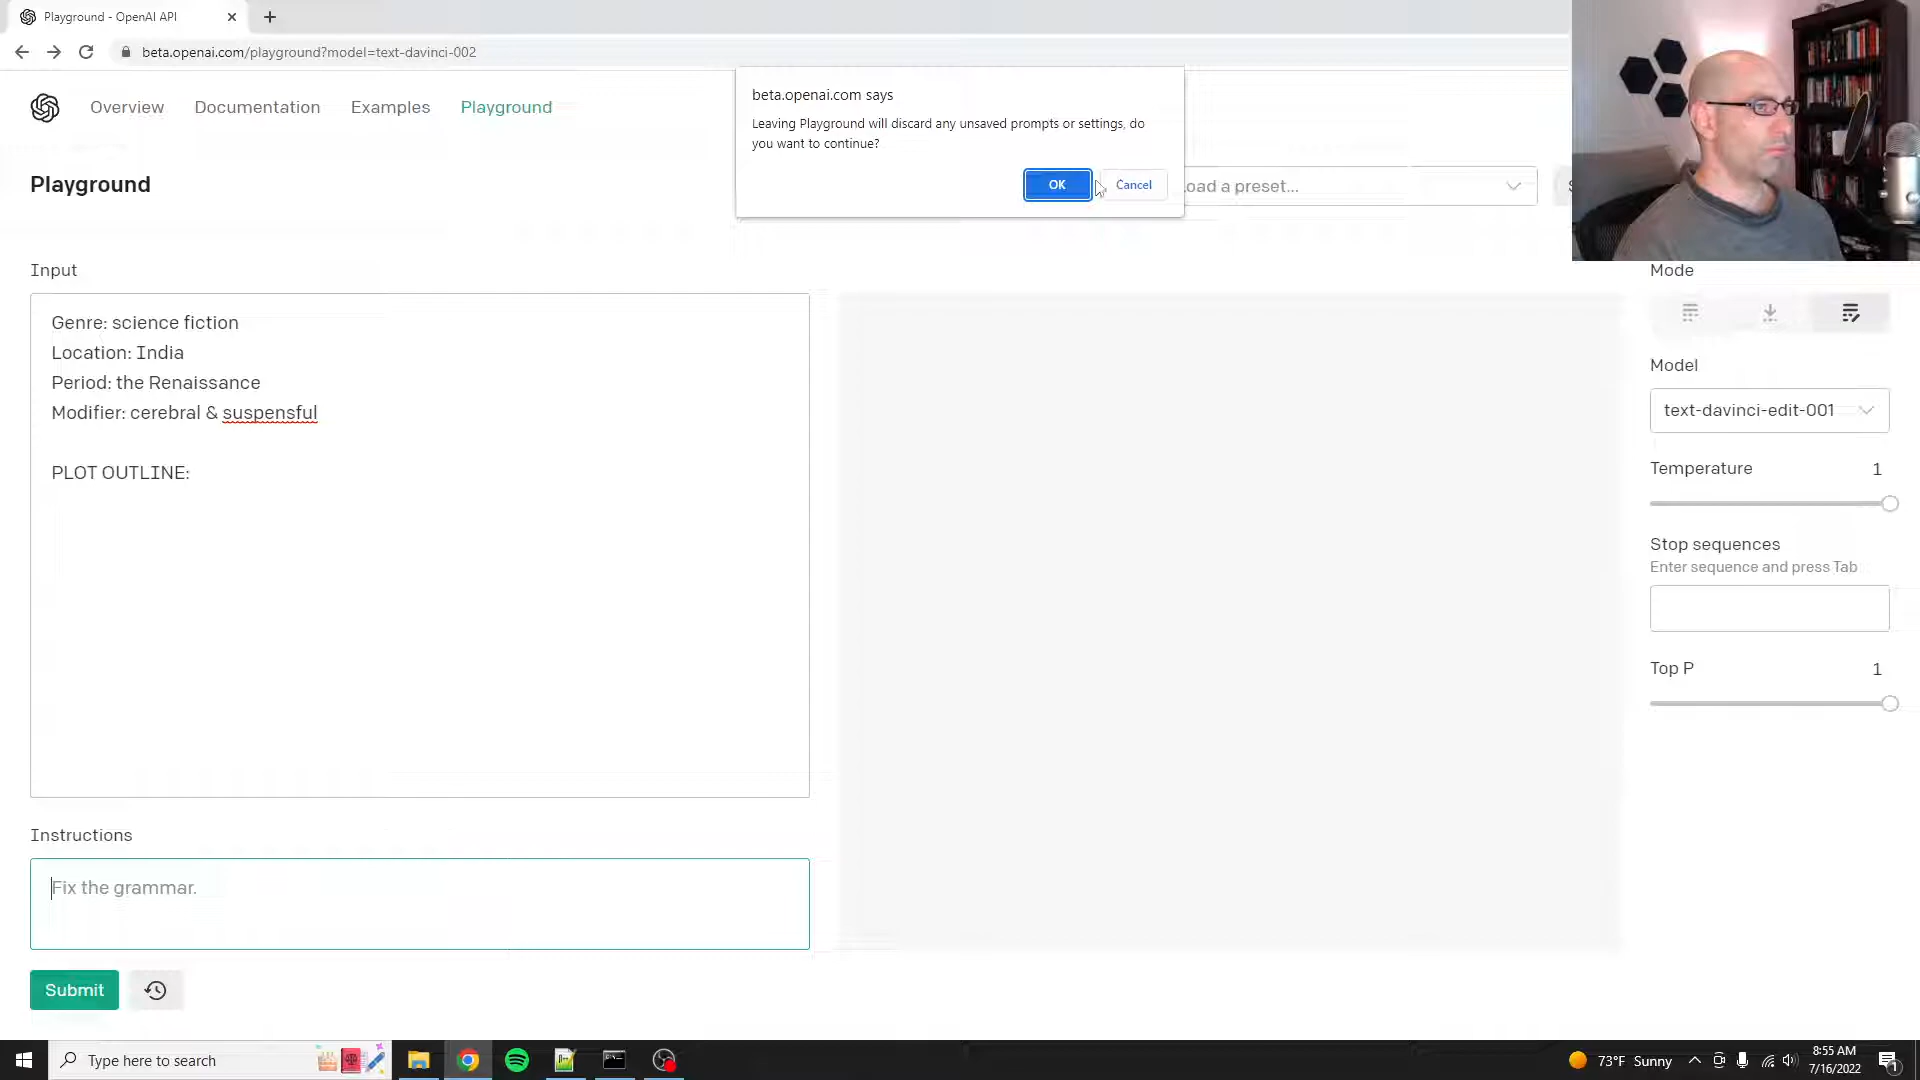 Playground - OpenAI API
beta.openai.com/playground?model=text-davinci-002
Overview Documentation Examples Playground
beta.openai.com says
Leaving Playground will discard any unsaved prompts or settings, do
you want to continue?
OK
Cancel
Playground
oad a preset...
Input
Genre: science fiction
Location: India
Period: the Renaissance
Modifier: cerebral & suspensful
PLOT OUTLINE:
Mode
Model
text-davinci-edit-001
Temperature 1
Stop sequences
Enter sequence and press Tab
Top P 1
Instructions
Fix the grammar.
Submit
Type here to search
73°F Sunny
8:55 AM
7/16/2022
1